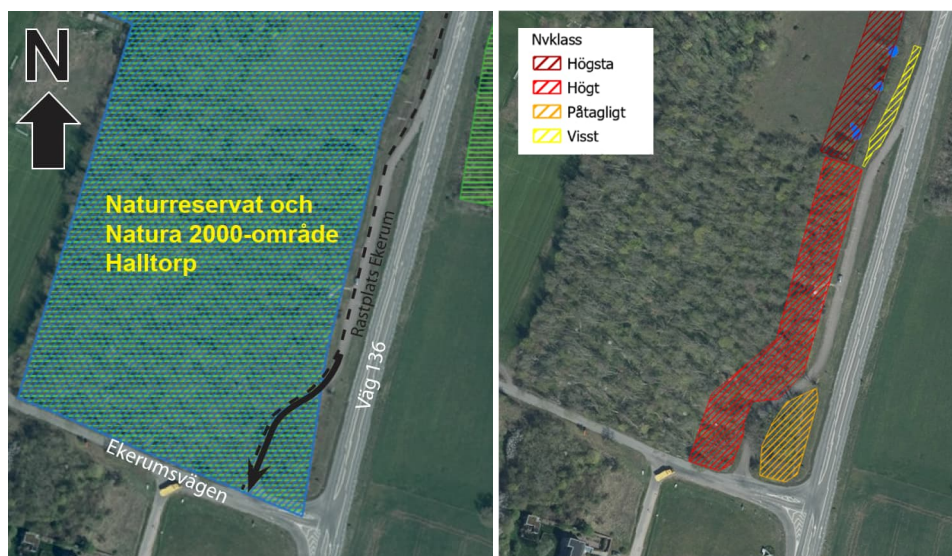 N
Naturreservat och
Natura 2000-område
Halltorp
Rastplats Ekerum
Väg 136
Ekerumsvägen
Nvklass
Högsta
Högt
Påtagligt
Visst